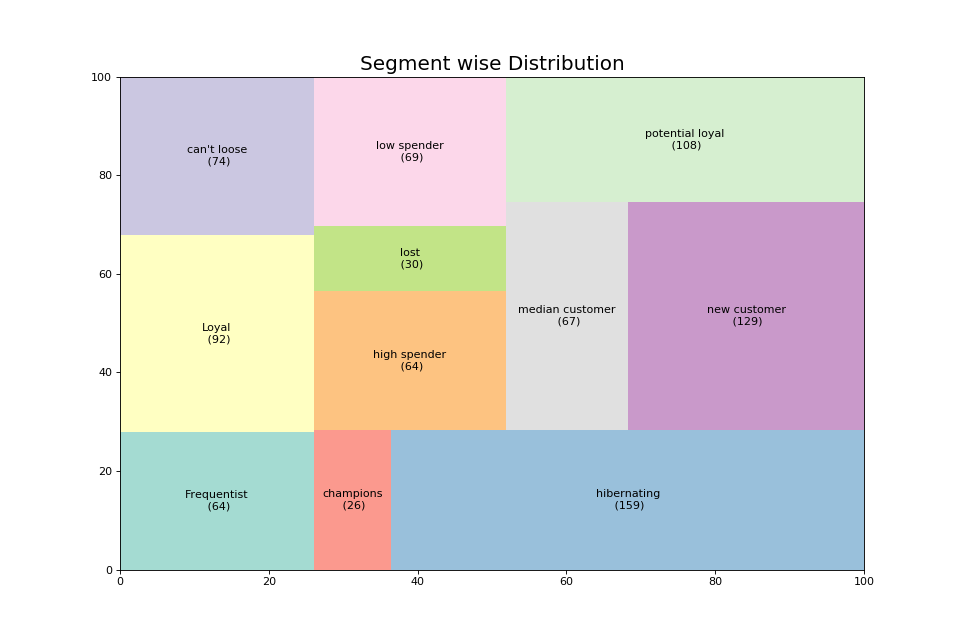 Segment wise Distribution
100
80
60
40
20
0
can't loose
(74)
low spender
(69)
potential loyal
(108)
lost
(30)
Loyal
(92)
high spender
(64)
median customer
(67)
new customer
(129)
Frequentist
(64)
champions
(26)
hibernating
(159)
0
20
40
60
80
100